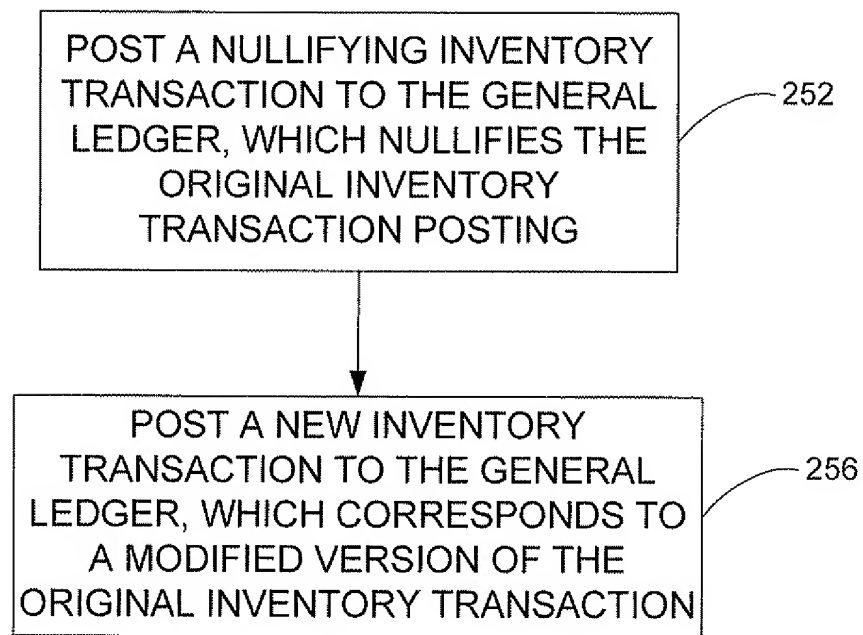 POST A NULLIFYING INVENTORY
TRANSACTION TO THE GENERAL
LEDGER, WHICH NULLIFIES THE
ORIGINAL INVENTORY
TRANSACTION POSTING
252
POST A NEW INVENTORY
TRANSACTION TO THE GENERAL
LEDGER, WHICH CORRESPONDS TO
A MODIFIED VERSION OF THE
ORIGINAL INVENTORY TRANSACTION
256